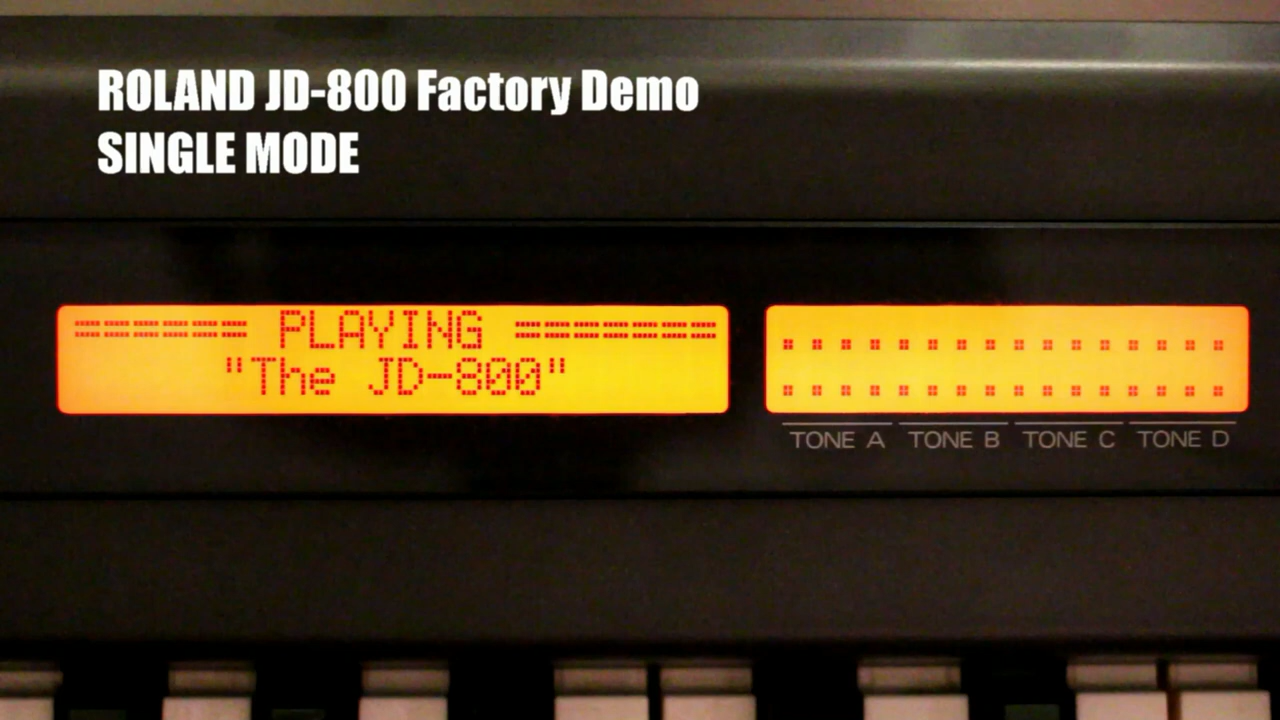 ROLAND JD-800 Factory Demo
SINGLE MODE
====== PLAYING =======
"The JD-800"
TONE A TONE B TONE C TONE D